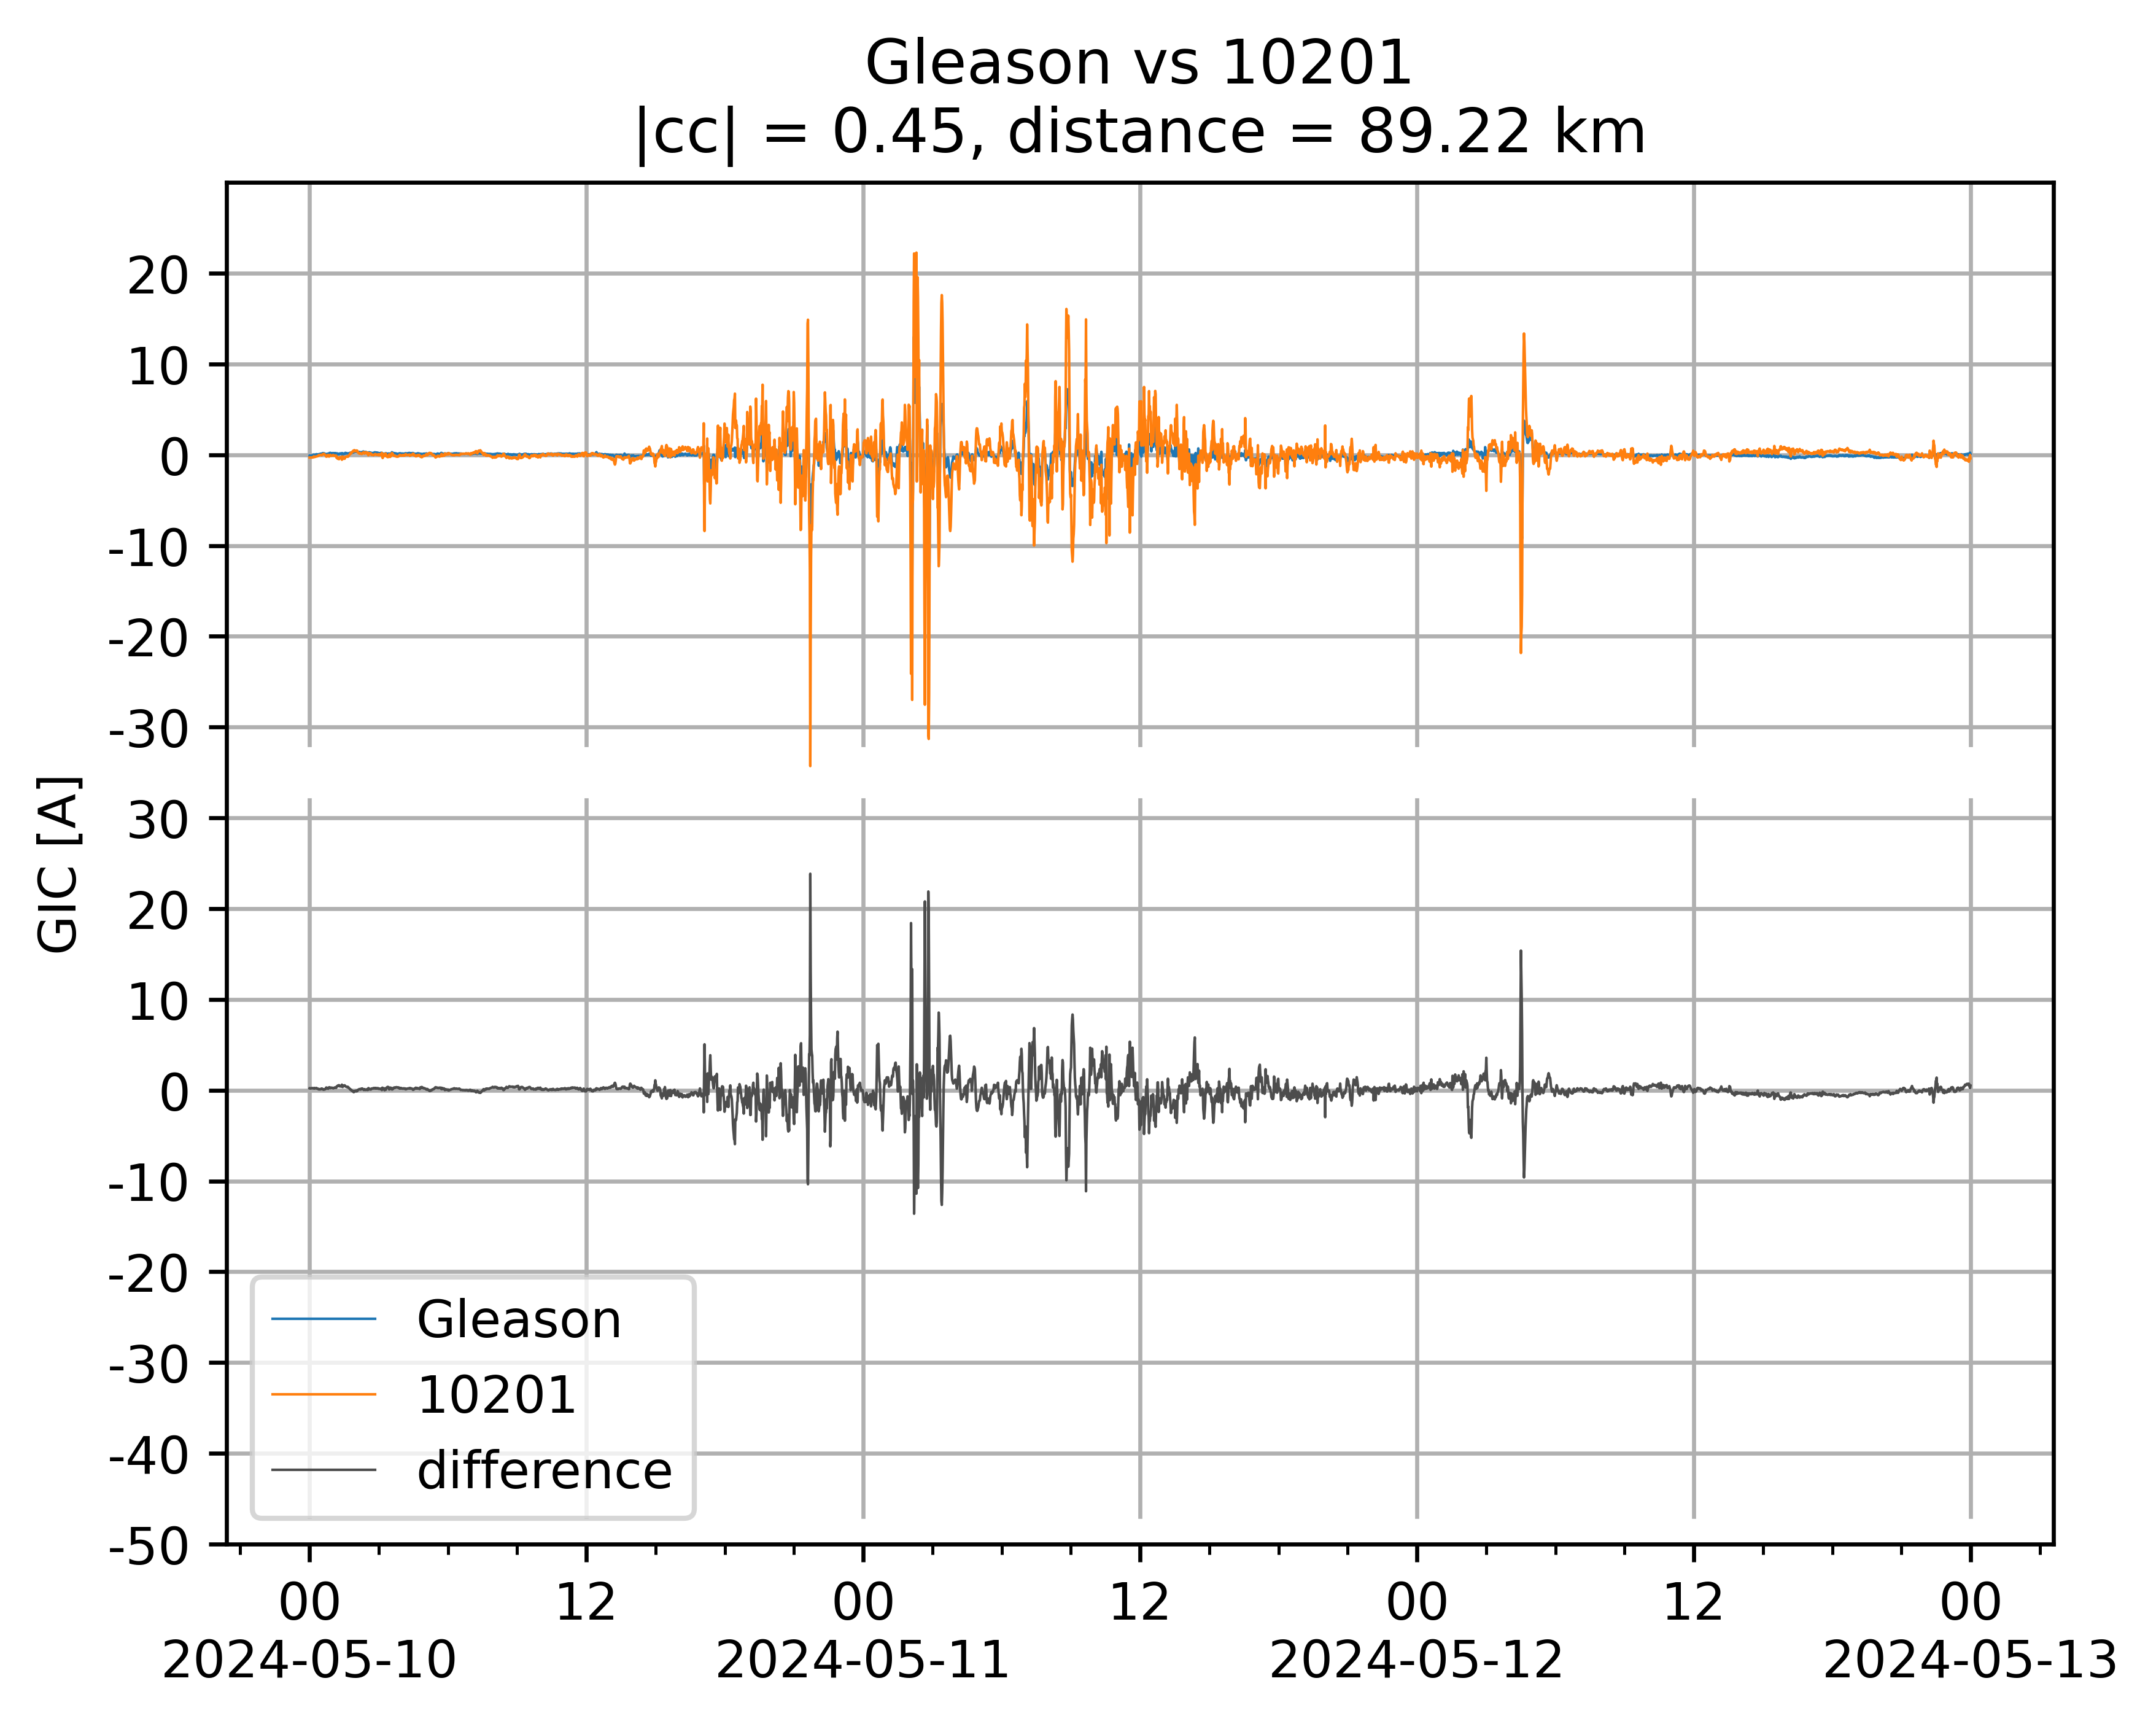 Gleason vs 10201
|cc| = 0.45, distance = 89.22 km
GIC [A]
20
10
0
-10
-20
-30
30
20
10
0
-10
-20
-30
-40
-50
Gleason
10201
difference
00 12 00 12 00 12 00
2024-05-10 2024-05-11 2024-05-12 2024-05-13